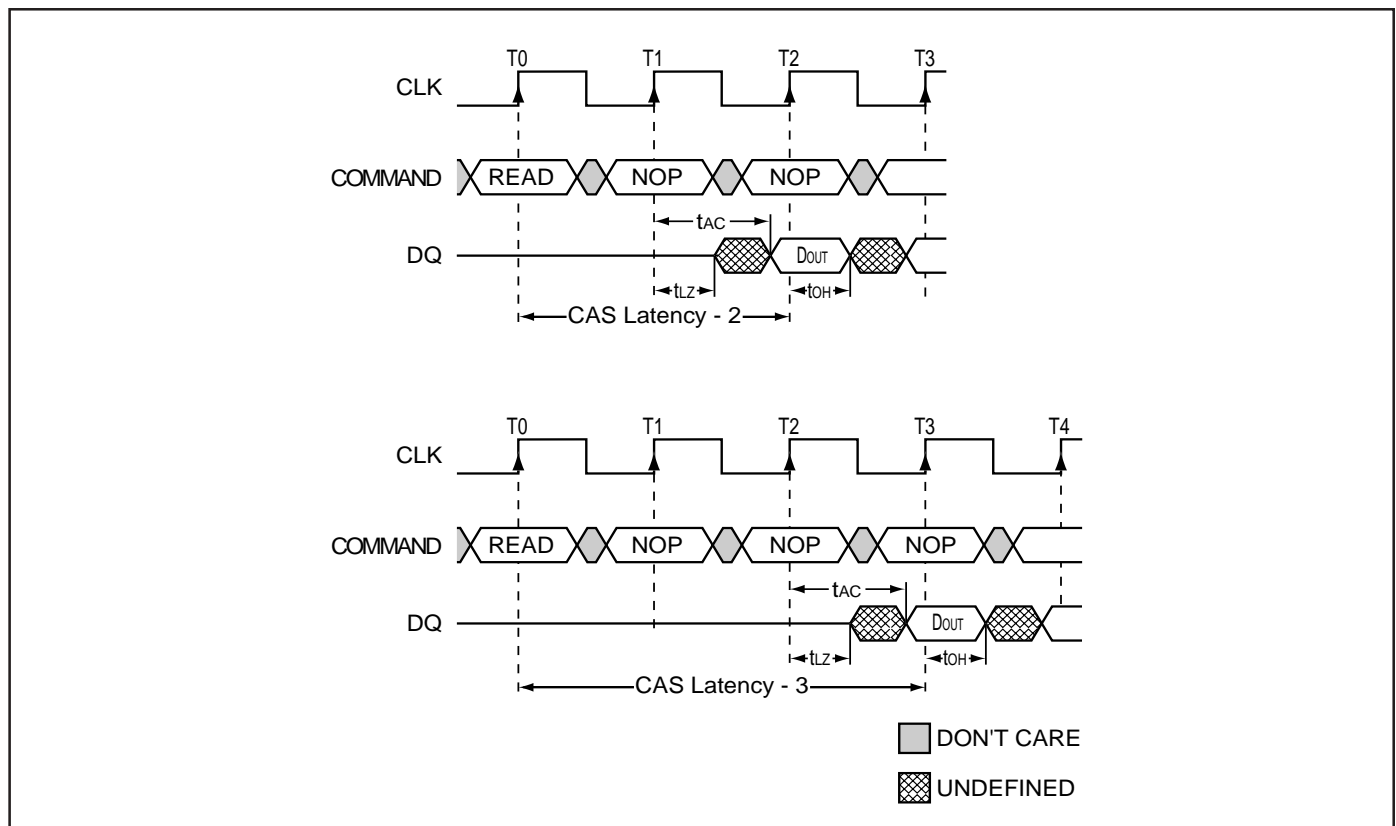 T0 T1 T2 T3
CLK
COMMAND READ NOP NOP
tAC
DQ DOUT
tLZ tOH
CAS Latency - 2
T0 T1 T2 T3 T4
CLK
COMMAND READ NOP NOP NOP
tAC
DQ DOUT
tLZ tOH
CAS Latency - 3
DON'T CARE
UNDEFINED